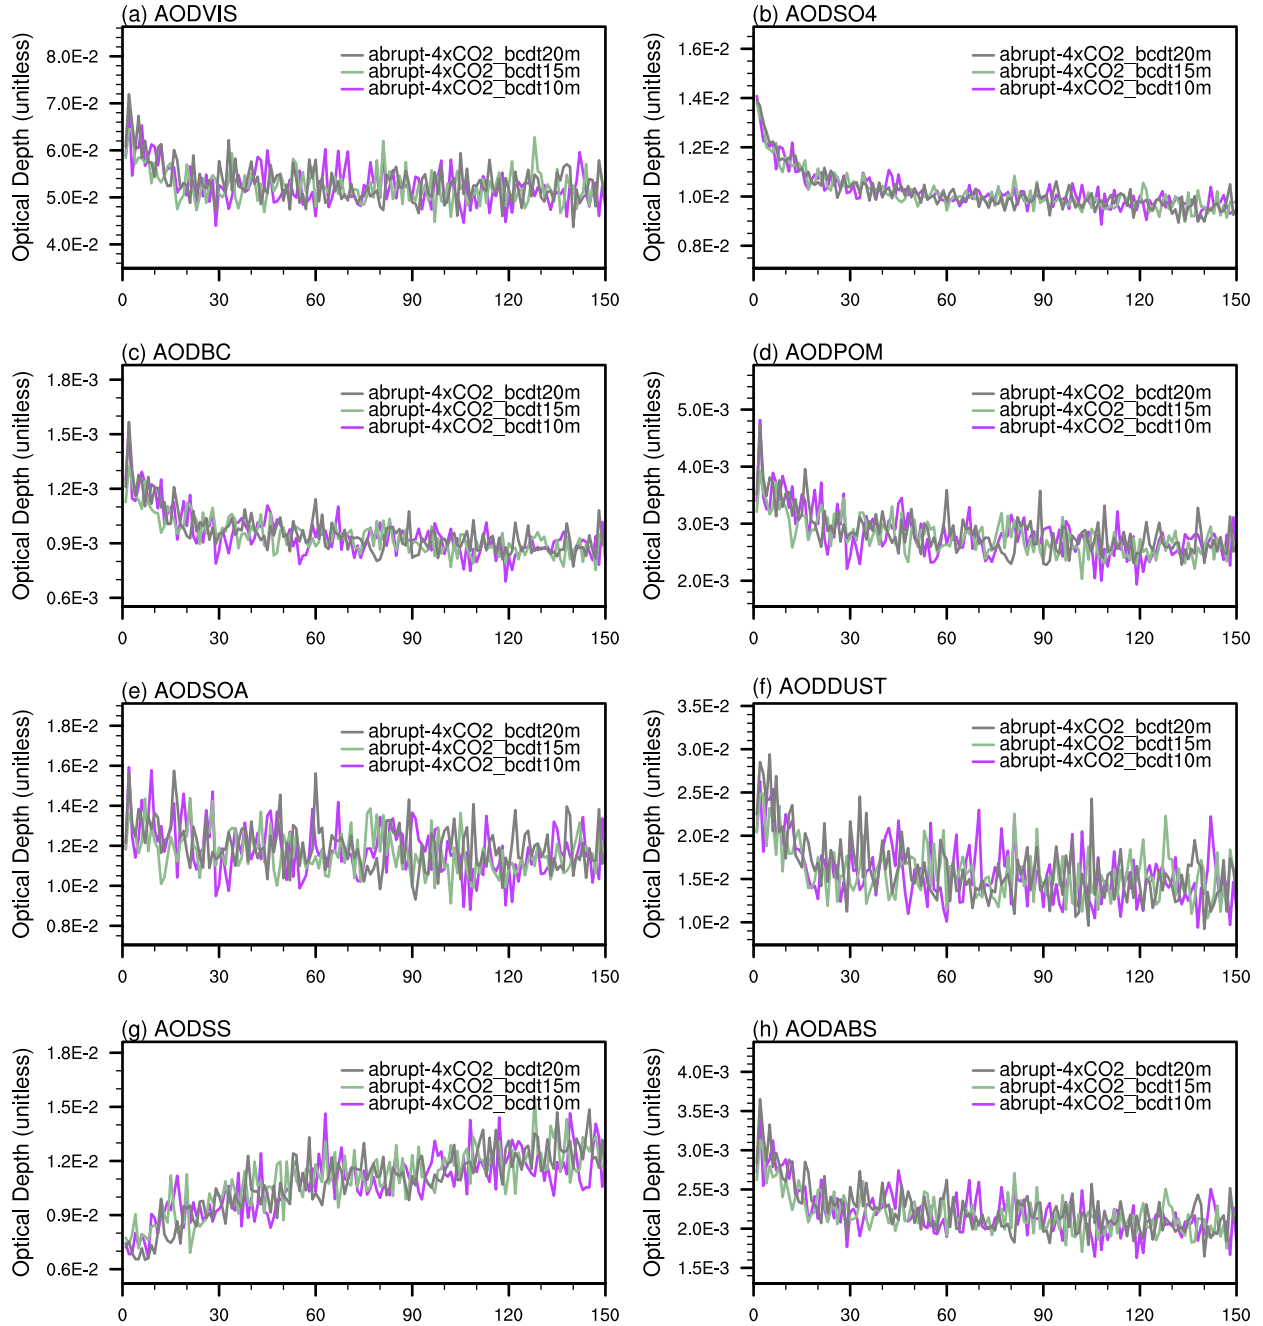 (a) AODVIS
Optical Depth (unitless)
8.0E-2
7.0E-2
6.0E-2
5.0E-2
4.0E-2
abrupt-4xCO2_bcdt20m
abrupt-4xCO2_bcdt15m
abrupt-4xCO2_bcdt10m
0 30 60 90 120 150
(b) AODSO4
Optical Depth (unitless)
1.6E-2
1.4E-2
1.2E-2
1.0E-2
0.8E-2
abrupt-4xCO2_bcdt20m
abrupt-4xCO2_bcdt15m
abrupt-4xCO2_bcdt10m
0 30 60 90 120 150
(c) AODBC
Optical Depth (unitless)
1.8E-3
1.5E-3
1.2E-3
0.9E-3
0.6E-3
abrupt-4xCO2_bcdt20m
abrupt-4xCO2_bcdt15m
abrupt-4xCO2_bcdt10m
0 30 60 90 120 150
(d) AODPOM
Optical Depth (unitless)
5.0E-3
4.0E-3
3.0E-3
2.0E-3
abrupt-4xCO2_bcdt20m
abrupt-4xCO2_bcdt15m
abrupt-4xCO2_bcdt10m
0 30 60 90 120 150
(e) AODSOA
Optical Depth (unitless)
1.8E-2
1.6E-2
1.4E-2
1.2E-2
1.0E-2
0.8E-2
abrupt-4xCO2_bcdt20m
abrupt-4xCO2_bcdt15m
abrupt-4xCO2_bcdt10m
0 30 60 90 120 150
(f) AODDUST
Optical Depth (unitless)
3.5E-2
3.0E-2
2.5E-2
2.0E-2
1.5E-2
1.0E-2
abrupt-4xCO2_bcdt20m
abrupt-4xCO2_bcdt15m
abrupt-4xCO2_bcdt10m
0 30 60 90 120 150
(g) AODSS
Optical Depth (unitless)
1.8E-2
1.5E-2
1.2E-2
0.9E-2
0.6E-2
abrupt-4xCO2_bcdt20m
abrupt-4xCO2_bcdt15m
abrupt-4xCO2_bcdt10m
0 30 60 90 120 150
(h) AODABS
Optical Depth (unitless)
4.0E-3
3.5E-3
3.0E-3
2.5E-3
2.0E-3
1.5E-3
abrupt-4xCO2_bcdt20m
abrupt-4xCO2_bcdt15m
abrupt-4xCO2_bcdt10m
0 30 60 90 120 150